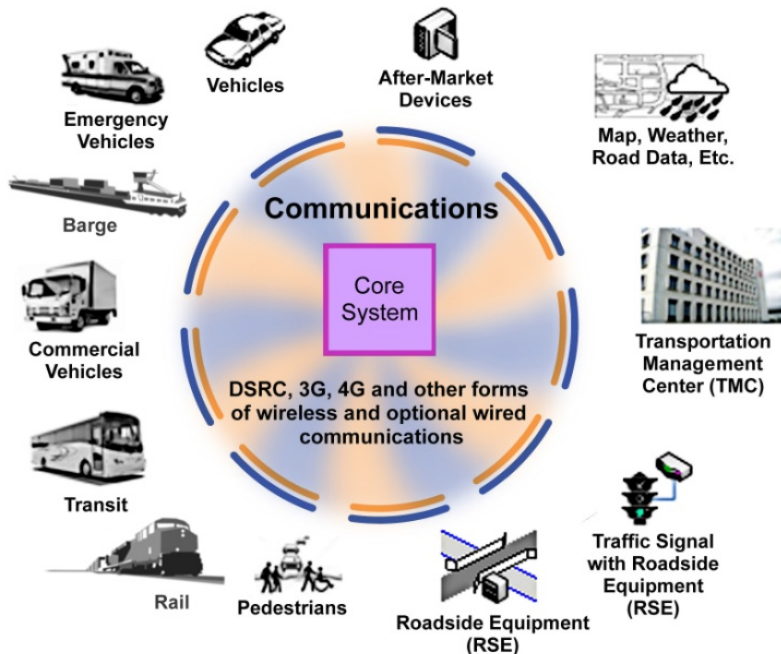 Vehicles
After-Market
Devices
Emergency
Vehicles
Map, Weather,
Road Data, Etc.
Communications
Barge
Core
System
Commercial
Vehicles
Transportation
Management
Center (TMC)
DSRC, 3G, 4G and other forms
of wireless and optional wired
communications
Transit
Traffic Signal
with Roadside
Equipment
(RSE)
Rail
Pedestrians
Roadside Equipment
(RSE)